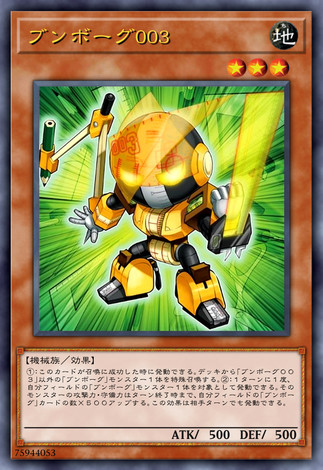 ブンボーグ003
地
003
【機械族／効果】
①：このカードが召喚に成功した時に発動できる。デッキから「ブンボーグ００
３」以外の「ブンボーグ」モンスター１体を特殊召喚する。②：１ターンに１度、
自分フィールドの「ブンボーグ」モンスター１体を対象として発動できる。その
モンスターの攻撃力・守備力はターン終了時まで、自分フィールドの「ブンボー
グ」カードの数×５００アップする。この効果は相手ターンでも発動できる。
ATK/ 500 DEF/ 500
75944053